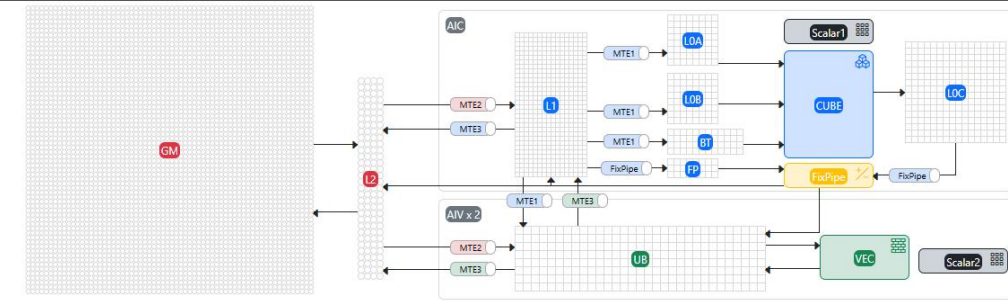 AIC
Scalar1
L0A
MTE1
L0C
CUBE
L0B
MTE2
L1
MTE1
MTE3
MTE1
BT
GM
FixPipe
FP
FixPipe
FixPipe
L2
MTE1
MTE3
AIV x 2
MTE2
UB
VEC
Scalar2
MTE3